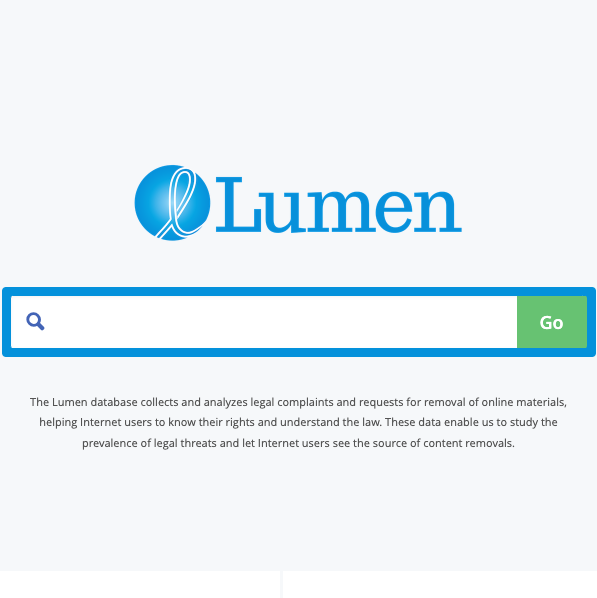 Lumen
Go
The Lumen database collects and analyzes legal complaints and requests for removal of online materials,
helping Internet users to know their rights and understand the law. These data enable us to study the
prevalence of legal threats and let Internet users see the source of content removals.